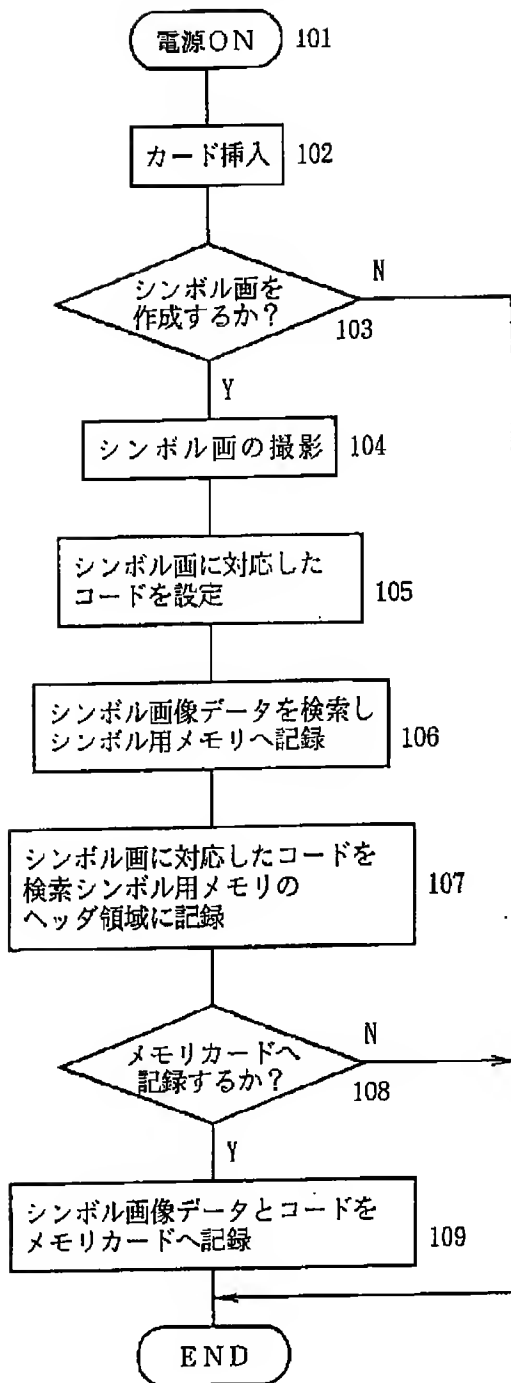 電源ON 101
カード挿入 102
N
シンボル画を
作成するか？
103
Y
シンボル画の撮影 104
シンボル画に対応した
コードを設定
105
シンボル画像データを検索し
シンボル用メモリへ記録
106
シンボル画に対応したコードを
検索シンボル用メモリの
ヘッダ領域に記録
107
N
メモリカードへ
記録するか？
108
Y
シンボル画像データとコードを
メモリカードへ記録
109
END